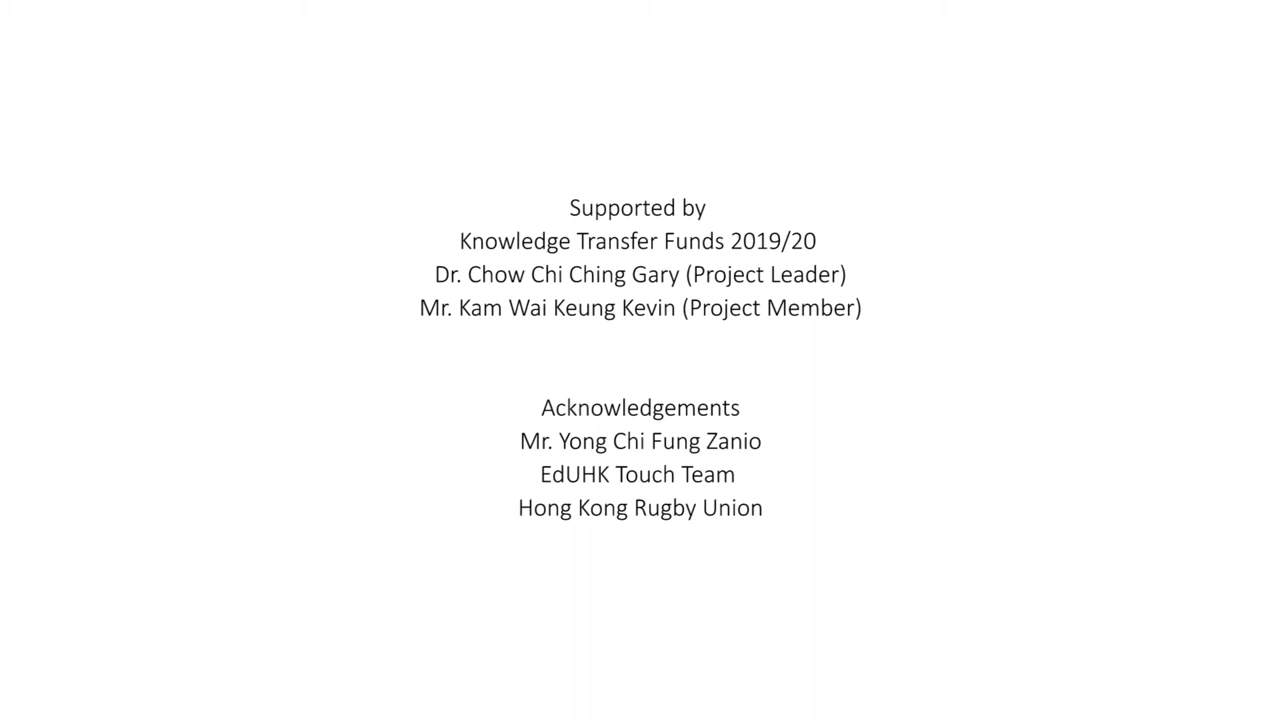 Supported by
Knowledge Transfer Funds 2019/20
Dr. Chow Chi Ching Gary (Project Leader)
Mr. Kam Wai Keung Kevin (Project Member)
Acknowledgements
Mr. Yong Chi Fung Zanio
EdUHK Touch Team
Hong Kong Rugby Union